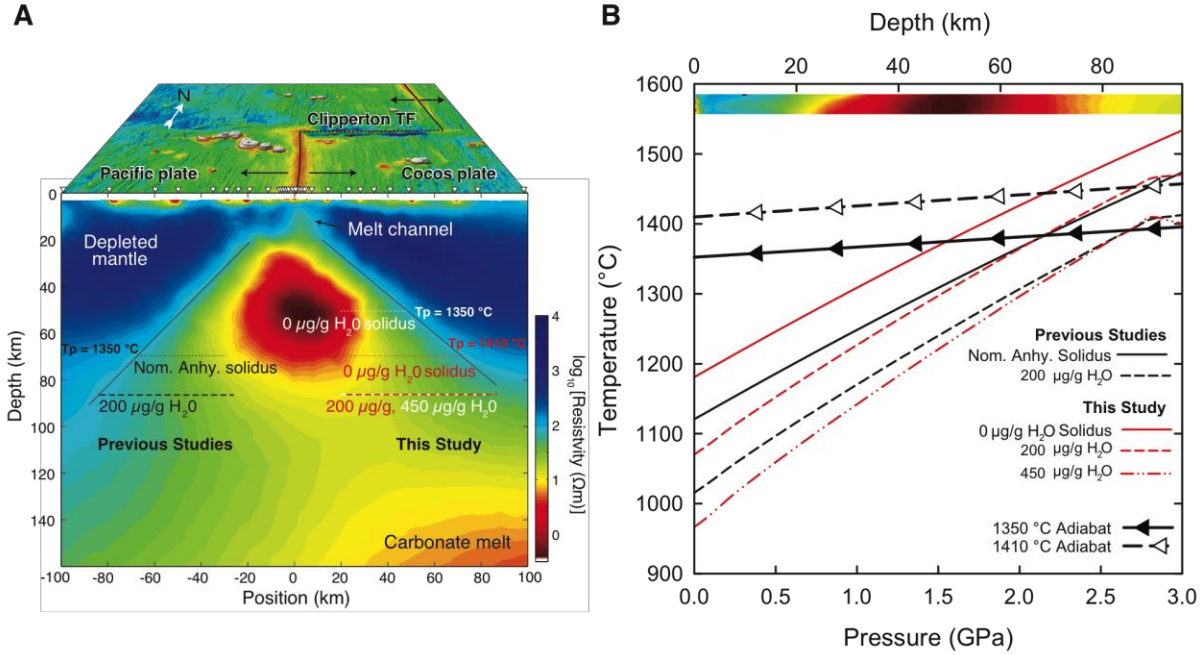 A
N
Clipperton TF
Pacific plate
Cocos plate
0
20
40
60
80
100
120
140
Depth (km)
Depleted
mantle
Melt channel
Tp = 1350 °C
0 µg/g H₂0 solidus
Tp = 1350 °C
Tp = 1410 °C
Nom. Anhy. solidus
0 µg/g H₂0 solidus
200 µg/g H₂0
200 µg/g, 450 µg/g H₂0
Previous Studies
This Study
Carbonate melt
4
3
2
1
0
log₁₀ [Resistvity (Ωm)]
-100 -80 -60 -40 -20 0 20 40 60 80 100
Position (km)
B
Depth (km)
0 20 40 60 80
1600
1500
1400
1300
1200
1100
1000
900
Temperature (°C)
Previous Studies
Nom. Anhy. Solidus
200 µg/g H₂O
This Study
0 µg/g H₂O Solidus
200 µg/g H₂O
450 µg/g H₂O
1350 °C Adiabat
1410 °C Adiabat
0.0 0.5 1.0 1.5 2.0 2.5 3.0
Pressure (GPa)